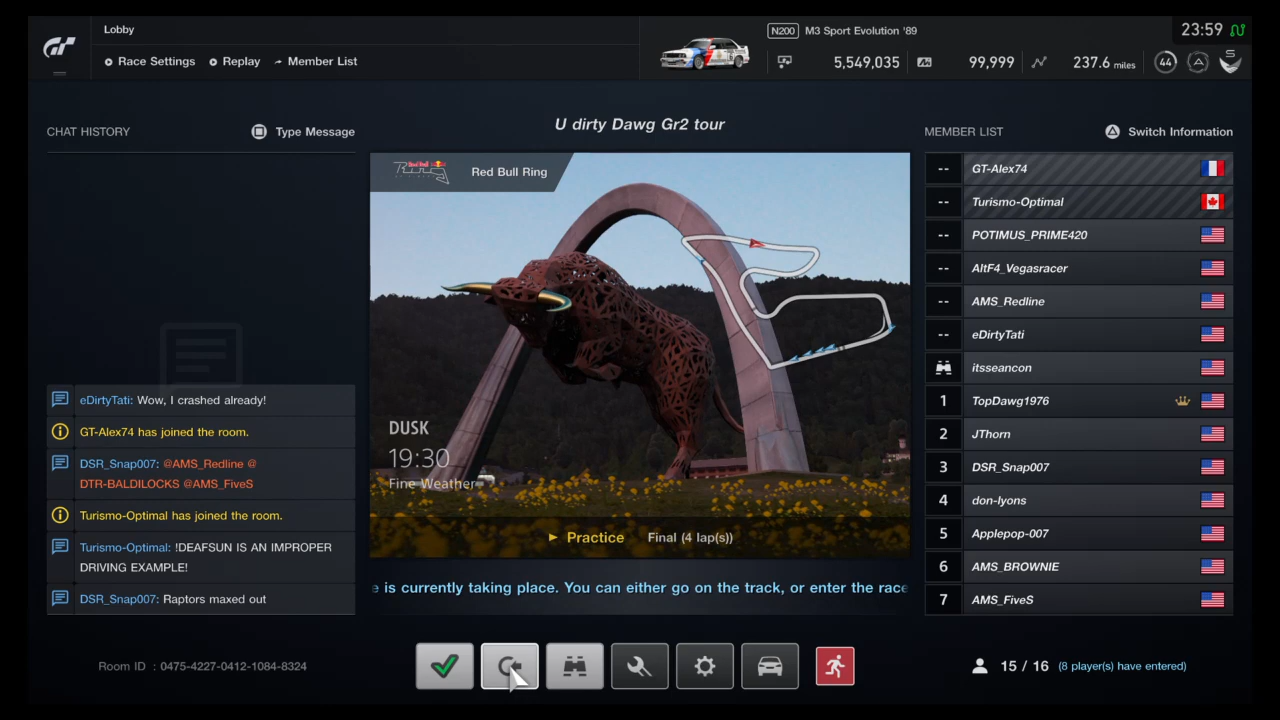 Lobby
Race Settings
Replay
Member List
N200
M3 Sport Evolution '89
23:59
5,549,035
99,999
237.6 miles
44
A
S
CHAT HISTORY
Type Message
U dirty Dawg Gr2 tour
MEMBER LIST
Switch Information
Red Bull Ring
DUSK
19:30
Fine Weather
Practice
Final (4 lap(s))
e is currently taking place. You can either go on the track, or enter the race
eDirtyTati: Wow, I crashed already!
GT-Alex74 has joined the room.
DSR_Snap007: @AMS_Redline @
DTR-BALDILOCKS @AMS_FiveS
Turismo-Optimal has joined the room.
Turismo-Optimal: !DEAFSUN IS AN IMPROPER
DRIVING EXAMPLE!
DSR_Snap007: Raptors maxed out
-- GT-Alex74
-- Turismo-Optimal
-- POTIMUS_PRIME420
-- AltF4_Vegasracer
-- AMS_Redline
-- eDirtyTati
itsseancon
1 TopDawg1976
2 JThorn
3 DSR_Snap007
4 don-lyons
5 Applepop-007
6 AMS_BROWNIE
7 AMS_FiveS
Room ID : 0475-4227-0412-1084-8324
15 / 16 (8 player(s) have entered)